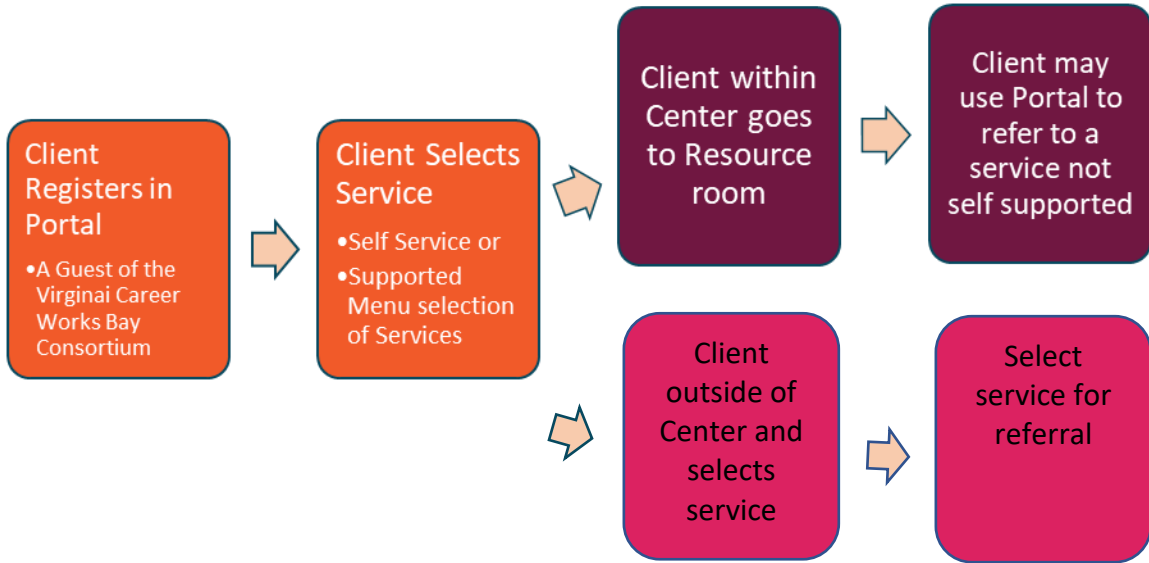 Client
Registers in
Portal
•A Guest of the
Virginai Career
Works Bay
Consortium
Client Selects
Service
•Self Service or
•Supported
Menu selection
of Services
Client within
Center goes
to Resource
room
Client may
use Portal to
refer to a
service not
self supported
Client
outside of
Center and
selects
service
Select
service for
referral